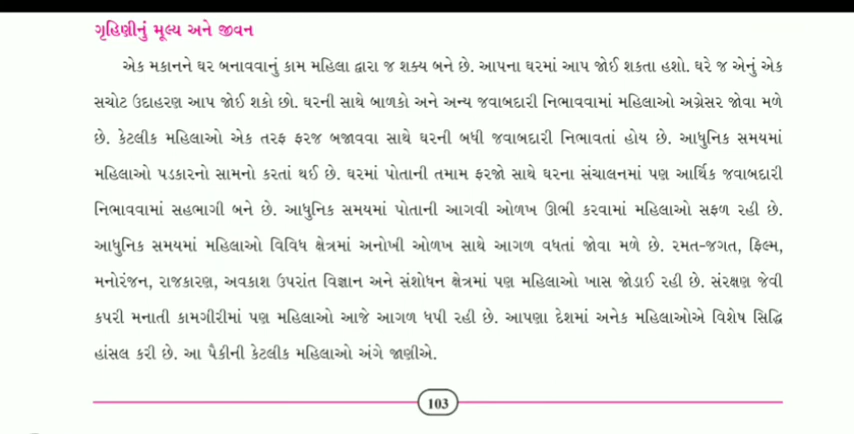 ગૃહિણીનું મૂલ્ય અને જીવન
એક મકાનને ઘર બનાવવાનું કામ મહિલા દ્વારા જ શક્ય બને છે. આપના ઘરમાં આપ જોઈ શકતા હશો. ઘરે જ એનું એક
સચોટ ઉદાહરણ આપ જોઈ શકો છો. ઘરની સાથે બાળકો અને અન્ય જવાબદારી નિભાવવામાં મહિલાઓ અગ્રેસર જોવા મળે
છે. કેટલીક મહિલાઓ એક તરફ ફરજ બજાવવા સાથે ઘરની બધી જવાબદારી નિભાવતાં હોય છે. આધુનિક સમયમાં
મહિલાઓ પડકારનો સામનો કરતાં થઈ છે. ઘરમાં પોતાની તમામ ફરજો સાથે ઘરના સંચાલનમાં પણ આર્થિક જવાબદારી
નિભાવવામાં સહભાગી બને છે. આધુનિક સમયમાં પોતાની આગવી ઓળખ ઊભી કરવામાં મહિલાઓ સફળ રહી છે.
આધુનિક સમયમાં મહિલાઓ વિવિધ ક્ષેત્રમાં અનોખી ઓળખ સાથે આગળ વધતાં જોવા મળે છે. રમત-જગત, ફિલ્મ,
મનોરંજન, રાજકારણ, અવકાશ ઉપરાંત વિજ્ઞાન અને સંશોધન ક્ષેત્રમાં પણ મહિલાઓ ખાસ જોડાઈ રહી છે. સંરક્ષણ જેવી
કપરી મનાતી કામગીરીમાં પણ મહિલાઓ આજે આગળ ધપી રહી છે. આપણા દેશમાં અનેક મહિલાઓએ વિશેષ સિદ્ધિ
હાંસલ કરી છે. આ પૈકીની કેટલીક મહિલાઓ અંગે જાણીએ.
103